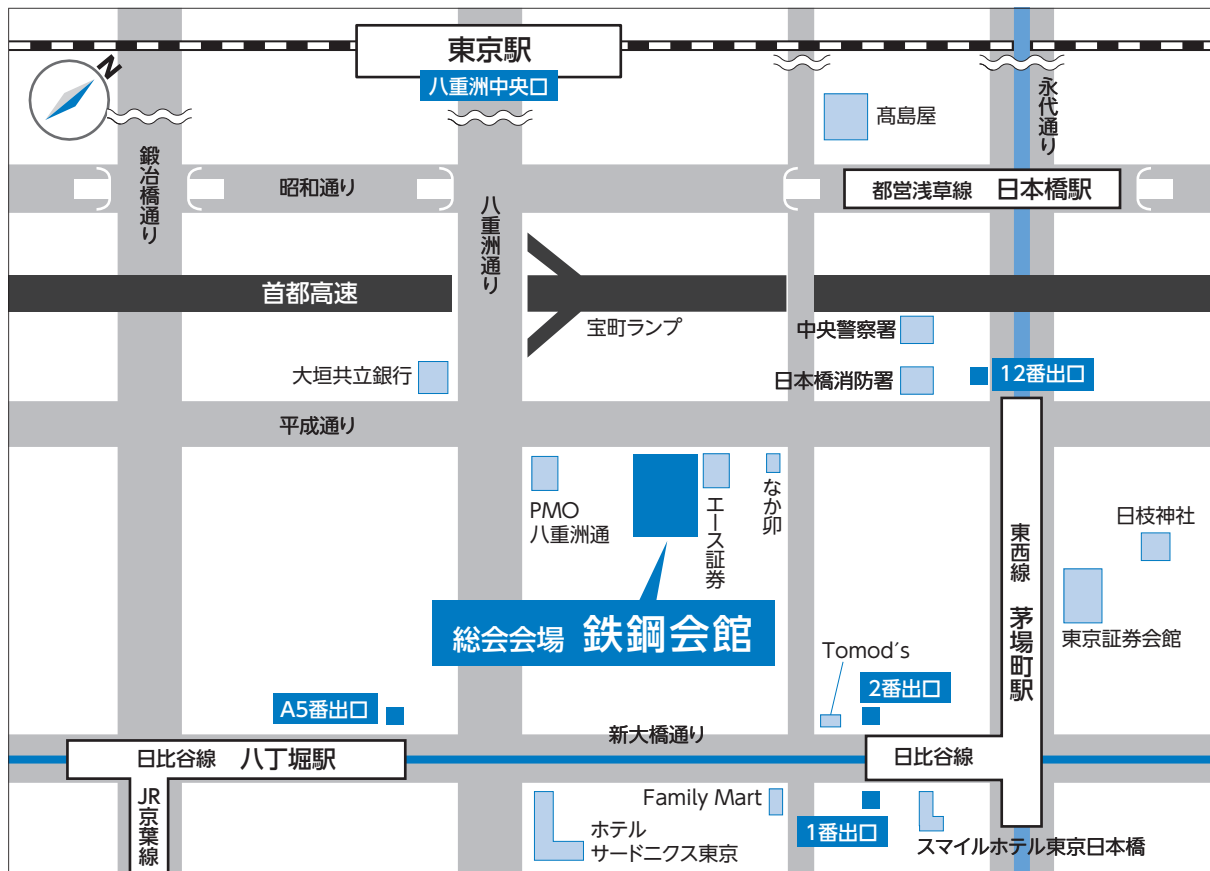 東京駅
八重洲中央口
N
永代通り
髙島屋
鍛冶橋通り
昭和通り
八重洲通り
都営浅草線 日本橋駅
首都高速
宝町ランプ
中央警察署
大垣共立銀行
日本橋消防署
12番出口
平成通り
PMO
八重洲通
エース証券
なか卯
東西線 茅場町駅
日枝神社
東京証券会館
総会会場 鉄鋼会館
Tomod's
2番出口
A5番出口
新大橋通り
日比谷線 八丁堀駅
日比谷線
JR京葉線
Family Mart
1番出口
ホテル
サードニクス東京
スマイルホテル東京日本橋